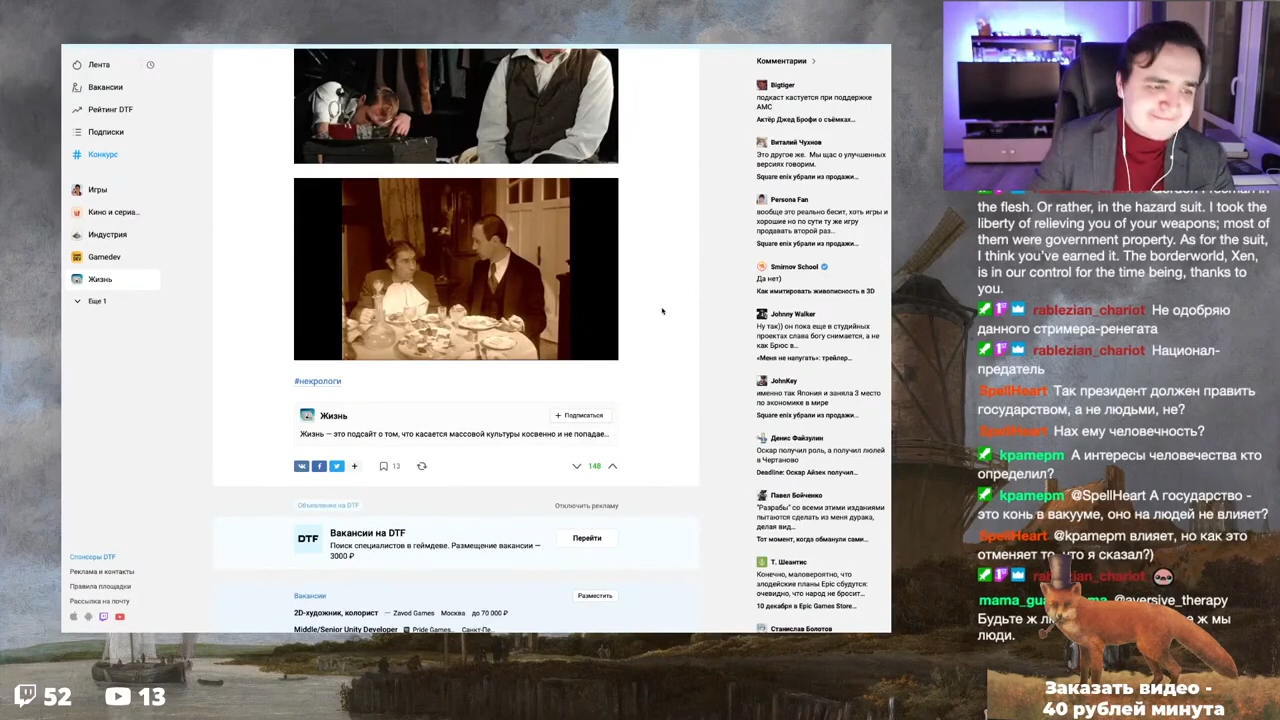 Лента
Вакансии
Рейтинг DTF
Подписки
Конкурс
Игры
Кино и сериа...
Индустрия
Gamedev
Жизнь
Еще 1
Спонсоры DTF
Реклама и контакты
Правила площадки
Рассылка на почту
#некрологи
Жизнь
+ Подписаться
Жизнь — это подсайт о том, что касается массовой культуры косвенно и не попадае...
13
148
Объявление на DTF
Отключить рекламу
DTF
Вакансии на DTF
Поиск специалистов в геймдеве. Размещение вакансии —
3000 ₽
Перейти
Вакансии
Разместить
2D-художник, колорист — Zavod Games Москва до 70 000 ₽
Middle/Senior Unity Developer Pride Games... Санкт-Пе...
Комментарии
Bigtiger
подкаст кастуется при поддержке
AMC
Актёр Джед Брофи о съёмках...
Виталий Чухнов
Это другое же. Мы щас о улучшенных
версиях говорим.
Square enix убрали из продажи...
Persona Fan
вообще это реально бесит, хоть игры и
хорошие но по сути ту же игру
продавать второй раз...
Square enix убрали из продажи...
Smirnov School
Да нет)
Как имитировать живописность в 3D
Johnny Walker
Ну так)) он пока еще в студийных
проектах слава богу снимается, а не
как Брюс в...
«Меня не напугать»: трейлер...
JohnKey
именно так Япония и заняла 3 место
по экономике в мире
Square enix убрали из продажи...
Денис Файзулин
Оскар получил роль, а получил люлей
в Чертаново
Deadline: Оскар Айзек получил...
Павел Бойченко
"Разрабы" со всеми этими изданиями
пытаются сделать из меня дурака,
делая вид...
Тот момент, когда обманули сами...
Т. Шеантис
Конечно, маловероятно, что
злодейские планы Epic сбудутся:
очевидно, что народ не бросит...
10 декабря в Epic Games Store...
Станислав Болотов
the flesh. Or rather, in the hazard suit. I took the
liberty of relieving you of your weapons; most of
them were government property. As for the suit,
I think you've earned it. The borderworld, Xen,
is in our control for the time being, thanks to
you.
rablezian_chariot Не одобряю
данного стримера-ренегата
rablezian_chariot Национал-
предатель
SpellHeart Так президент должен править
государством, а не людьми, не?
SpellHeart Нах ему человечность?
kpamepm А интересы человечества кто
определил?
kpamepm @SpellHeart А государство -
это конь в вакууме, оно на людей не влияет?
SpellHeart @kpamepm влияет, но не
отменяет то, что я сказал?)
rablezian_chariot
@aversive_therapy
люди.
52
13
Заказать видео -
40 рублей минута